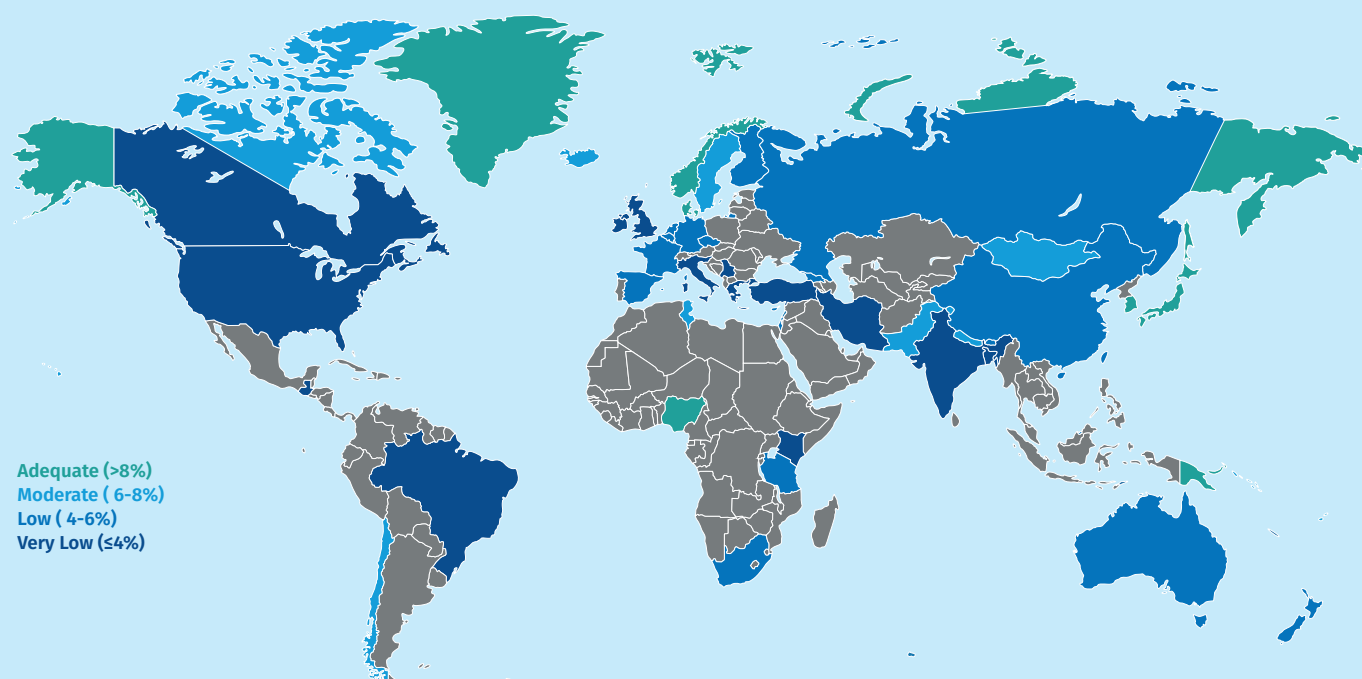 Adequate (>8%)
Moderate ( 6-8%)
Low ( 4-6%)
Very Low (≤4%)